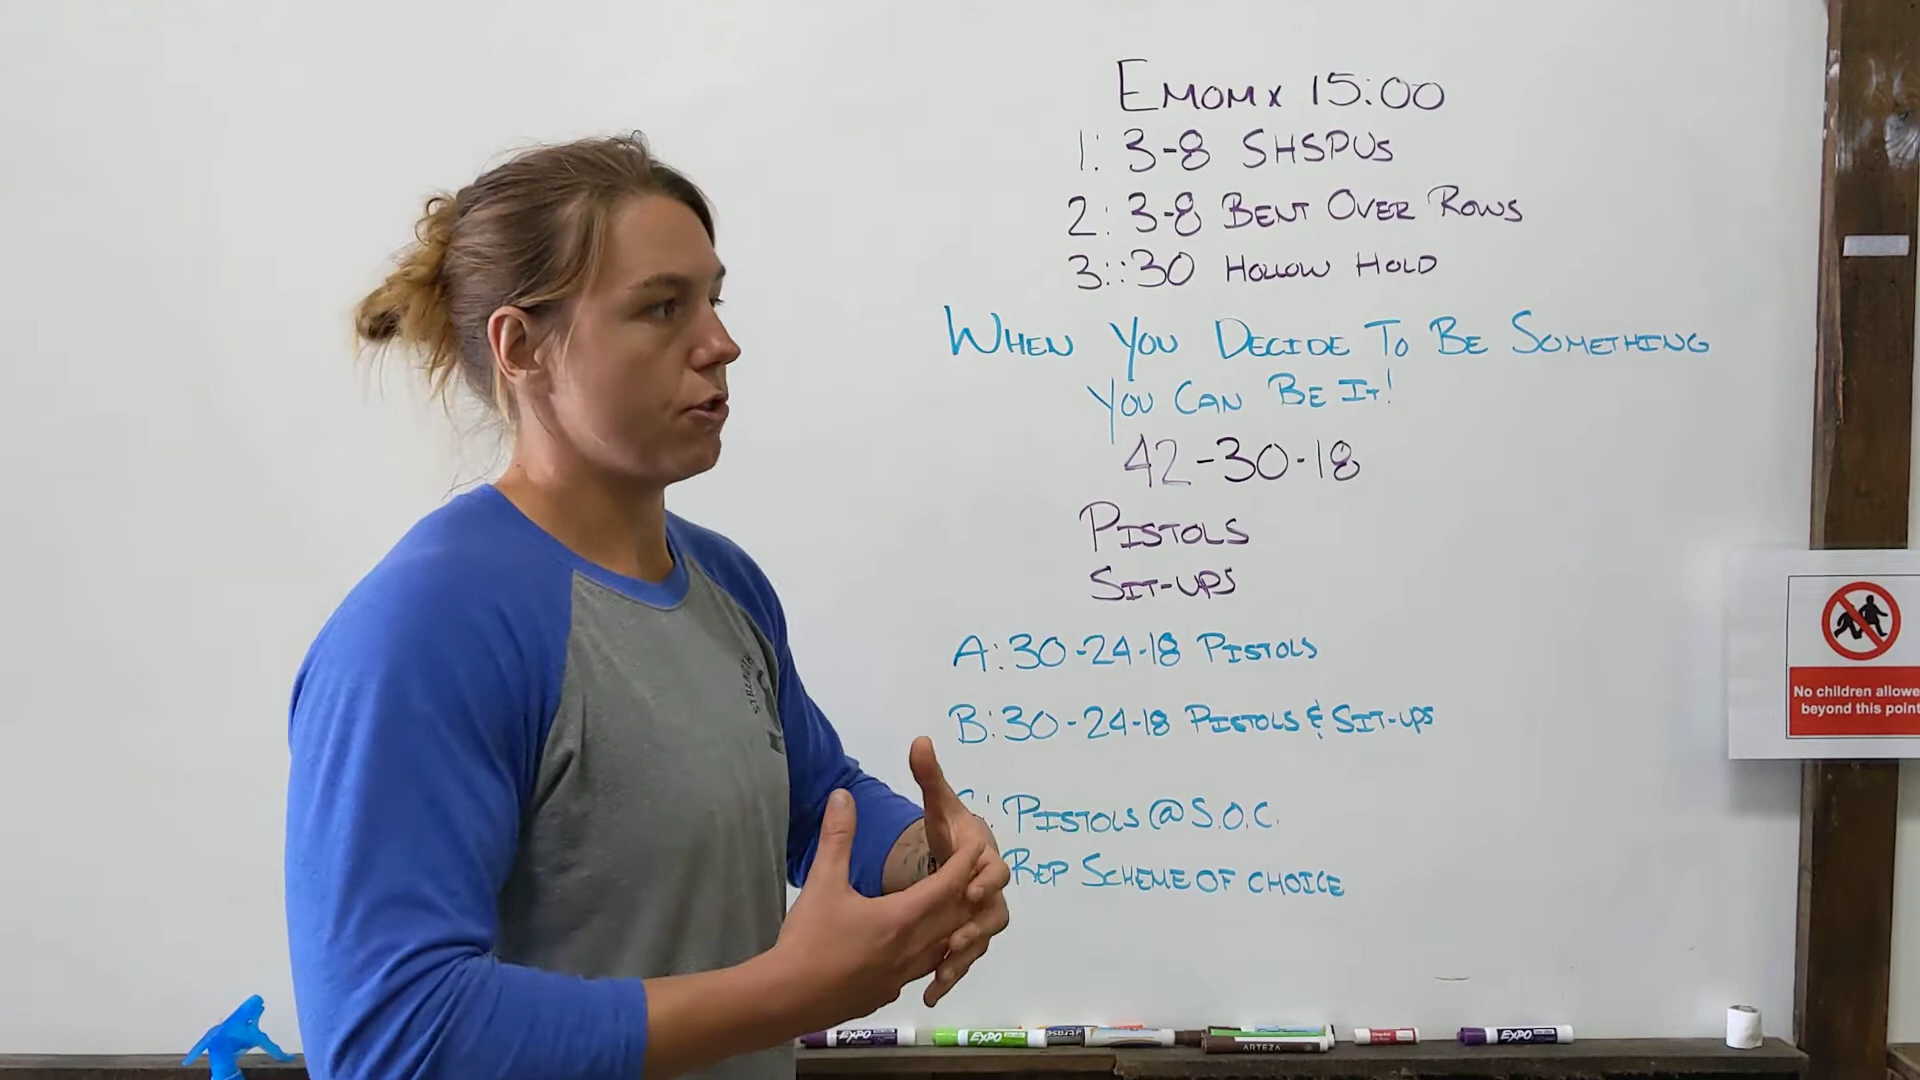 EMOM x 15:00
1: 3-8 SHSPUs
2: 3-8 BENT OVER ROWS
3: :30 HOLLOW HOLD
WHEN YOU DECIDE TO BE SOMETHING
YOU CAN BE IT!
42-30-18
PISTOLS
SIT-UPS
A: 30-24-18 PISTOLS
B: 30-24-18 PISTOLS & SIT-UPS
C: PISTOLS @ S.O.C.
REP SCHEME OF CHOICE
No children allowe
beyond this point
STRENGTH
EXPO
EXPO
ARTEZA
EXPO